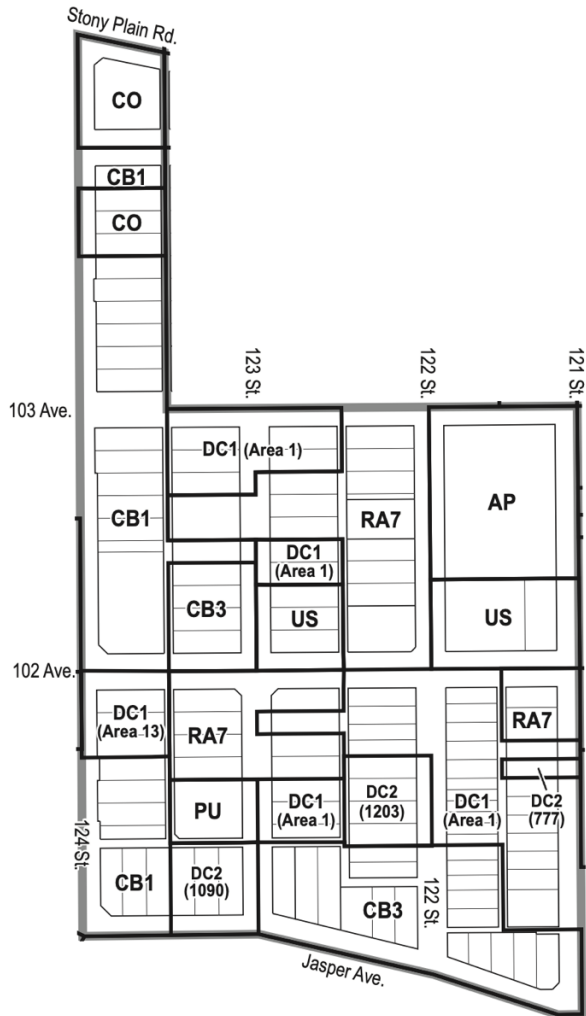 Stony Plain Rd.
CO
CB1
CO
123 St.
122 St.
121 St.
103 Ave.
DC1 (Area 1)
AP
CB1
RA7
DC1
(Area 1)
CB3
US
US
102 Ave.
DC1
(Area 13)
RA7
RA7
PU
DC1
(Area 1)
DC2
(1203)
DC1
(Area 1)
DC2
(777)
124 St.
CB1
DC2
(1090)
CB3
122 St.
Jasper Ave.